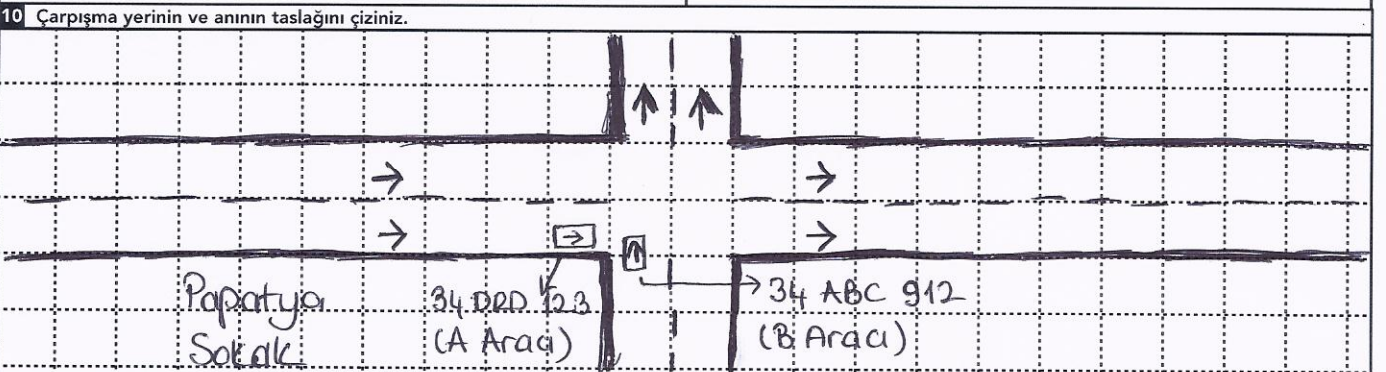 10 Çarpışma yerinin ve anının taslağını çiziniz.
Papatya
Sokak
34 DRD 123
(A Aracı)
34 ABC 912
(B Aracı)